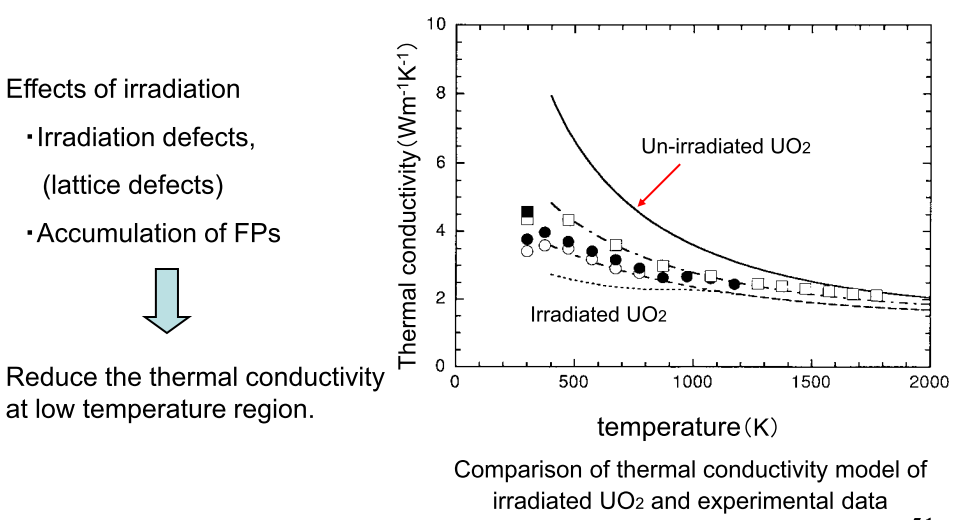 Effects of irradiation
・Irradiation defects,
(lattice defects)
・Accumulation of FPs
Reduce the thermal conductivity
at low temperature region.
Thermal conductivity(Wm-1K-1)
10
8
6
4
2
0
Un-irradiated UO2
Irradiated UO2
0 500 1000 1500 2000
temperature(K)
Comparison of thermal conductivity model of
irradiated UO2 and experimental data